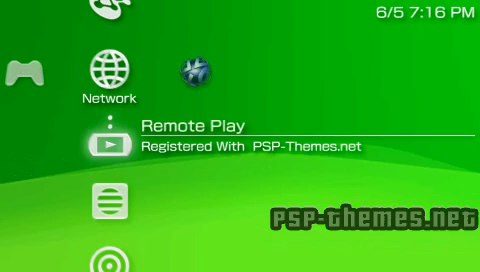 6/5 7:16 PM
Network
Remote Play
Registered With PSP-Themes.net
PSP-themes.net